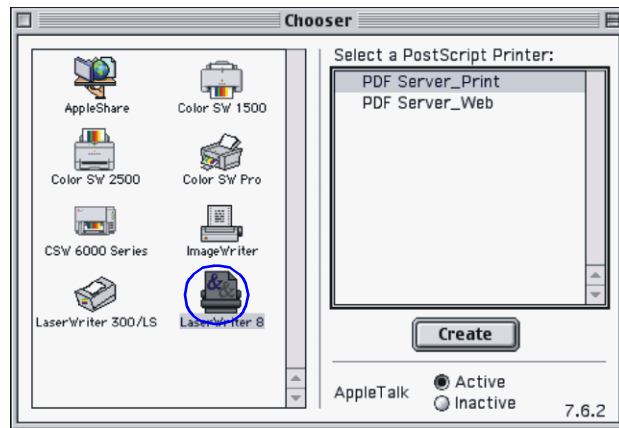 Chooser
AppleShare
Color SW 1500
Color SW 2500
Color SW Pro
CSW 6000 Series
ImageWriter
LaserWriter 300/LS
LaserWriter 8
Select a PostScript Printer:
PDF Server_Print
PDF Server_Web
Create
AppleTalk
Active
Inactive
7.6.2